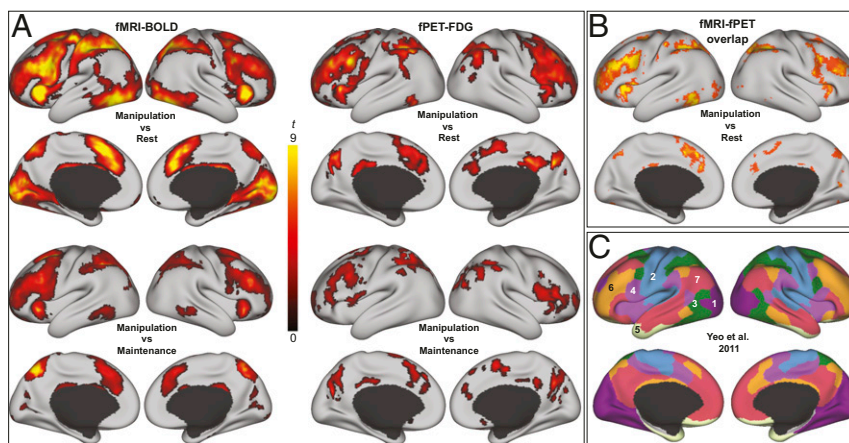 A
fMRI-BOLD
fPET-FDG
Manipulation
vs
Rest
Manipulation
vs
Rest
t
9
0
Manipulation
vs
Maintenance
Manipulation
vs
Maintenance
B
fMRI-fPET
overlap
Manipulation
vs
Rest
C
2
7
6
4
3
1
5
Yeo et al.
2011